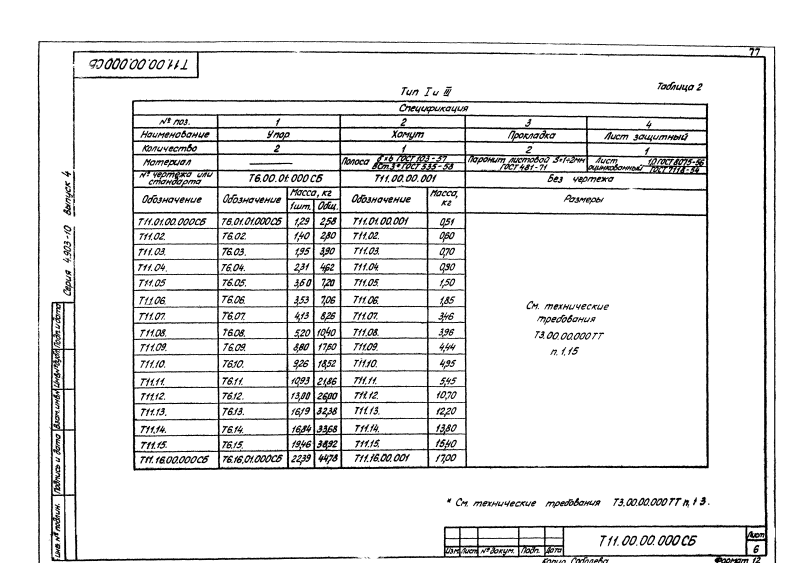 77
Т11.00.00.000СБ
Тип I и III
Таблица 2
Спецификация
№ поз. 1 2 3 4
Наименование Упор Хомут Прокладка Лист защитный
Количество 2 1 2 1
Материал Полоса 8×6 ГОСТ 103-57 / ВСт.3* ГОСТ 535-58 Паронит листовой δ=1÷2мм ГОСТ 481-71 Лист оцинкованный 1,0 ГОСТ 8075-56 / ГОСТ 7118-54
№ чертежа или стандарта Т6.00.01.000СБ Т11.00.00.001 Без чертежа
Обозначение Обозначение Масса, кг Обозначение Масса, кг Размеры
1шт. Общ.
Т11.01.00.000СБ Т6.01.01.000СБ 1,29 2,58 Т11.01.00.001 0,51
Т11.02. Т6.02. 1,40 2,80 Т11.02. 0,60
Т11.03. Т6.03. 1,95 3,90 Т11.03. 0,70
Т11.04. Т6.04. 2,31 4,62 Т11.04. 0,90
Т11.05. Т6.05. 3,60 7,20 Т11.05. 1,50
Т11.06. Т6.06. 3,53 7,06 Т11.06. 1,85
Т11.07. Т6.07. 4,13 8,26 Т11.07. 3,46
Т11.08. Т6.08. 5,20 10,40 Т11.08. 3,96
Т11.09. Т6.09. 8,80 17,60 Т11.09. 4,44
Т11.10. Т6.10. 9,26 18,52 Т11.10. 4,95
Т11.11. Т6.11. 10,93 21,86 Т11.11. 5,45
Т11.12. Т6.12. 13,00 26,00 Т11.12. 10,70
Т11.13. Т6.13. 16,19 32,38 Т11.13. 12,20
Т11.14. Т6.14. 16,84 33,68 Т11.14. 13,80
Т11.15. Т6.15. 19,46 38,92 Т11.15. 15,40
Т11.16.00.000СБ Т6.16.01.000СБ 22,39 44,78 Т11.16.00.001 17,00
См. технические
требования
Т3.00.00.000ТТ
п. 1.15
* См. технические требования Т3.00.00.000ТТ п. 1 3.
Изм. Лист № докум. Подп. Дата
Т11.00.00.000СБ
Лист
6
Копир. Соболева
Формат 12
Серия 4.903-10 Выпуск 4
Инв № подлин. Подпись и дата Взам инв№ Инв№дубл Подп. и дата